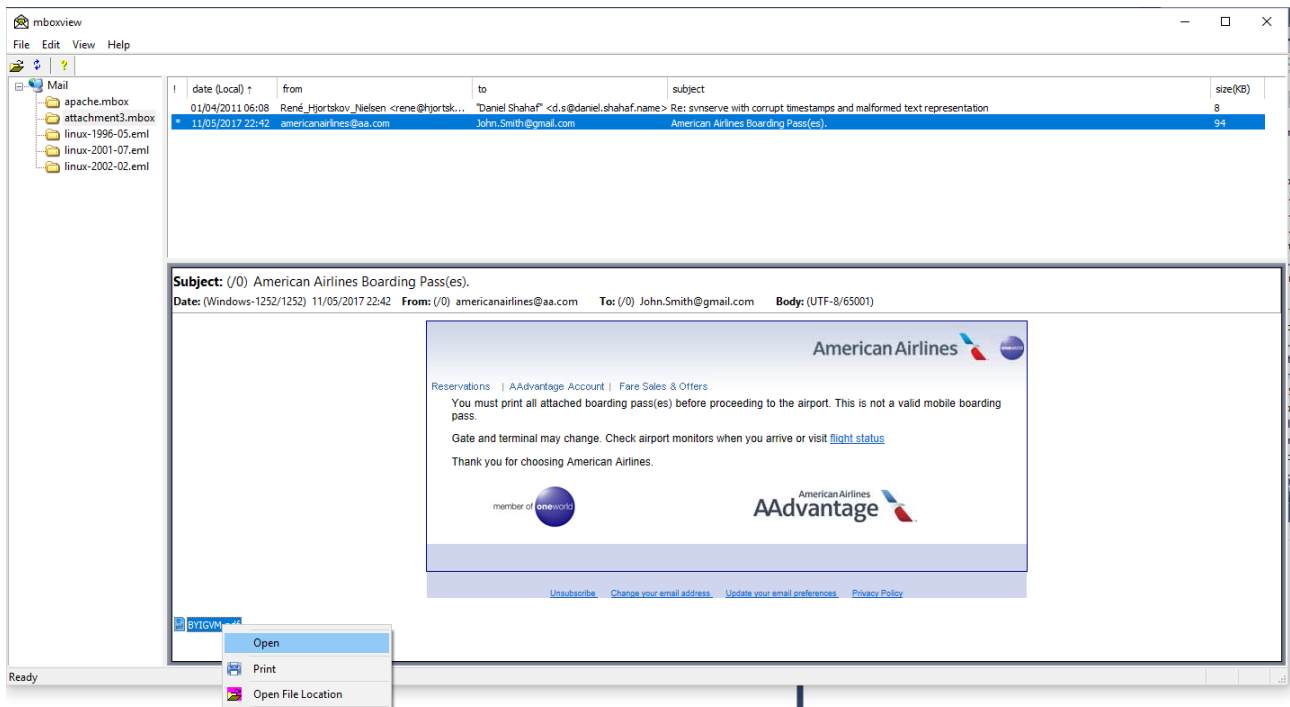 mboxview
File Edit View Help
Mail
apache.mbox
attachment3.mbox
linux-1996-05.eml
linux-2001-07.eml
linux-2002-02.eml
! date (Local) ↑ from to subject size(KB)
01/04/2011 06:08 René_Hjortskov_Nielsen <rene@hjortsk... "Daniel Shahaf" <d.s@daniel.shahaf.name> Re: svnserve with corrupt timestamps and malformed text representation 8
* 11/05/2017 22:42 americanairlines@aa.com John.Smith@gmail.com American Airlines Boarding Pass(es). 94
Subject: (/0) American Airlines Boarding Pass(es).
Date: (Windows-1252/1252) 11/05/2017 22:42 From: (/0) americanairlines@aa.com To: (/0) John.Smith@gmail.com Body: (UTF-8/65001)
American Airlines oneworld
Reservations | AAdvantage Account | Fare Sales & Offers
You must print all attached boarding pass(es) before proceeding to the airport. This is not a valid mobile boarding
pass.
Gate and terminal may change. Check airport monitors when you arrive or visit flight status
Thank you for choosing American Airlines.
member of oneworld
American Airlines
AAdvantage
Unsubscribe Change your email address Update your email preferences Privacy Policy
BYIGVM.pdf
Open
Print
Open File Location
Ready